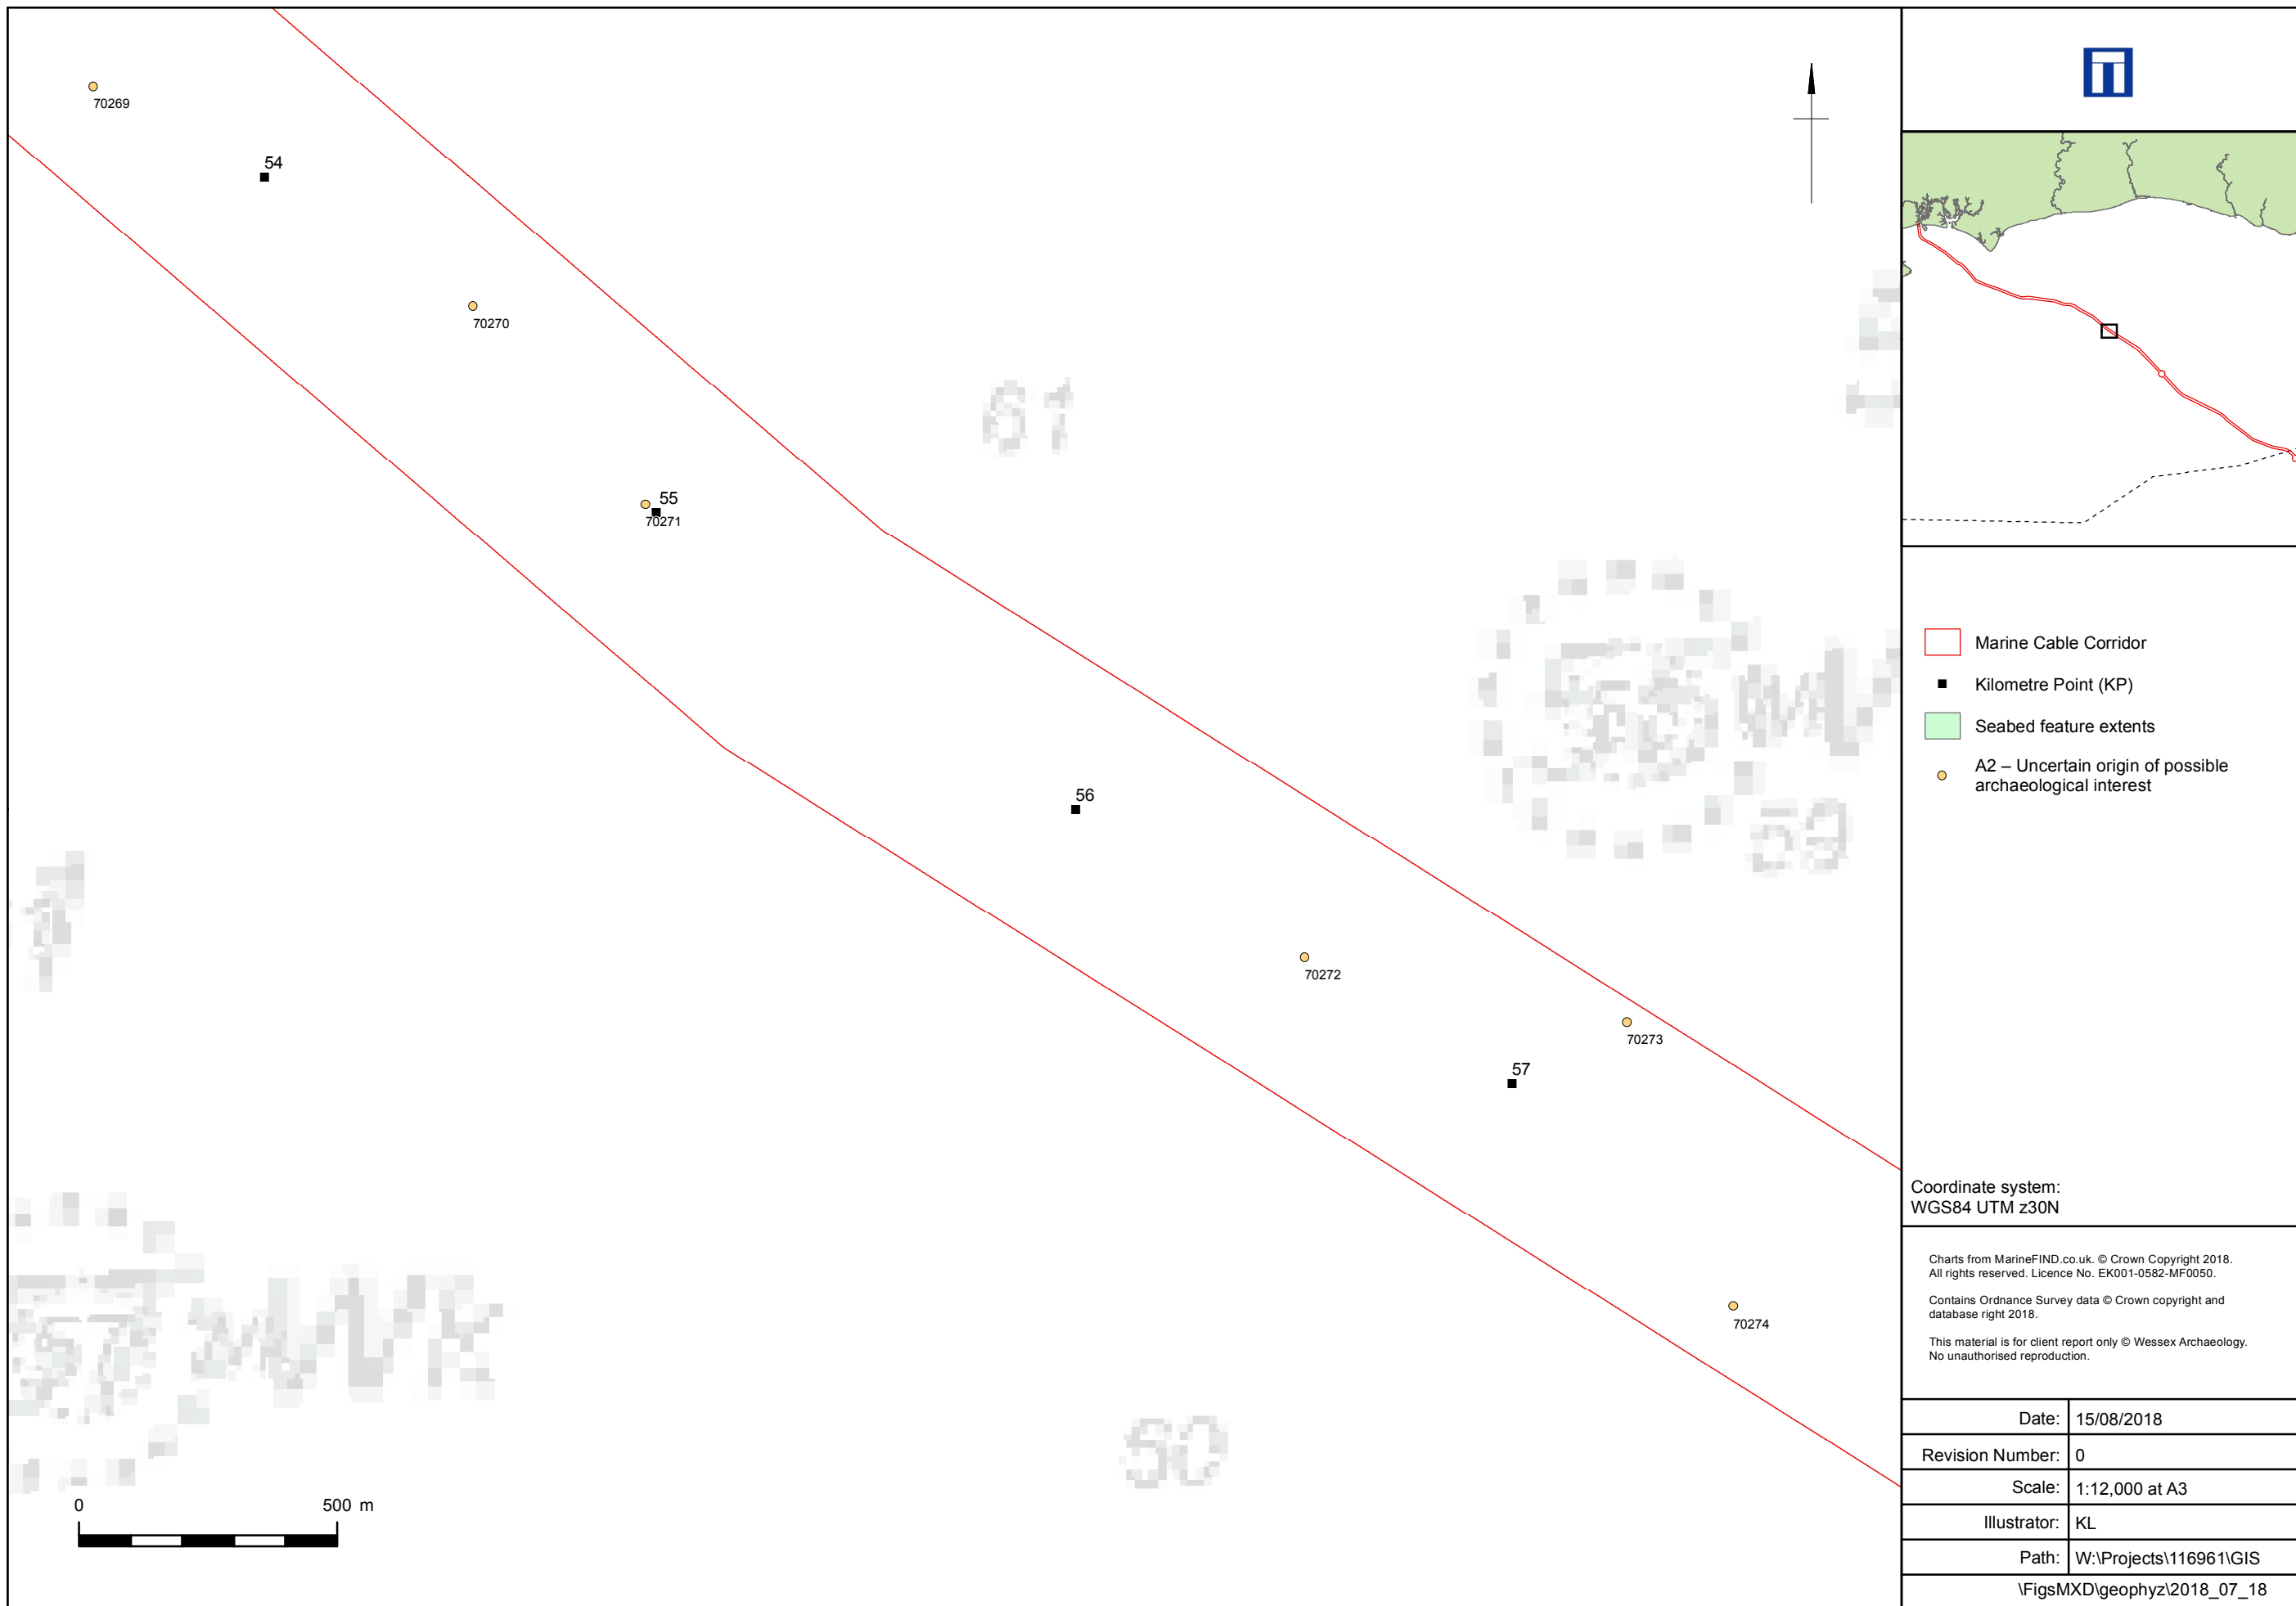 70269
54
70270
61
55
70271
56
59
70272
70273
57
70274
50
0 500 m
Marine Cable Corridor
Kilometre Point (KP)
Seabed feature extents
A2 – Uncertain origin of possible
archaeological interest
Coordinate system:
WGS84 UTM z30N
Charts from MarineFIND.co.uk. © Crown Copyright 2018.
All rights reserved. Licence No. EK001-0582-MF0050.
Contains Ordnance Survey data © Crown copyright and
database right 2018.
This material is for client report only © Wessex Archaeology.
No unauthorised reproduction.
Date: 15/08/2018
Revision Number: 0
Scale: 1:12,000 at A3
Illustrator: KL
Path: W:\Projects\116961\GIS
\FigsMXD\geophyz\2018_07_18